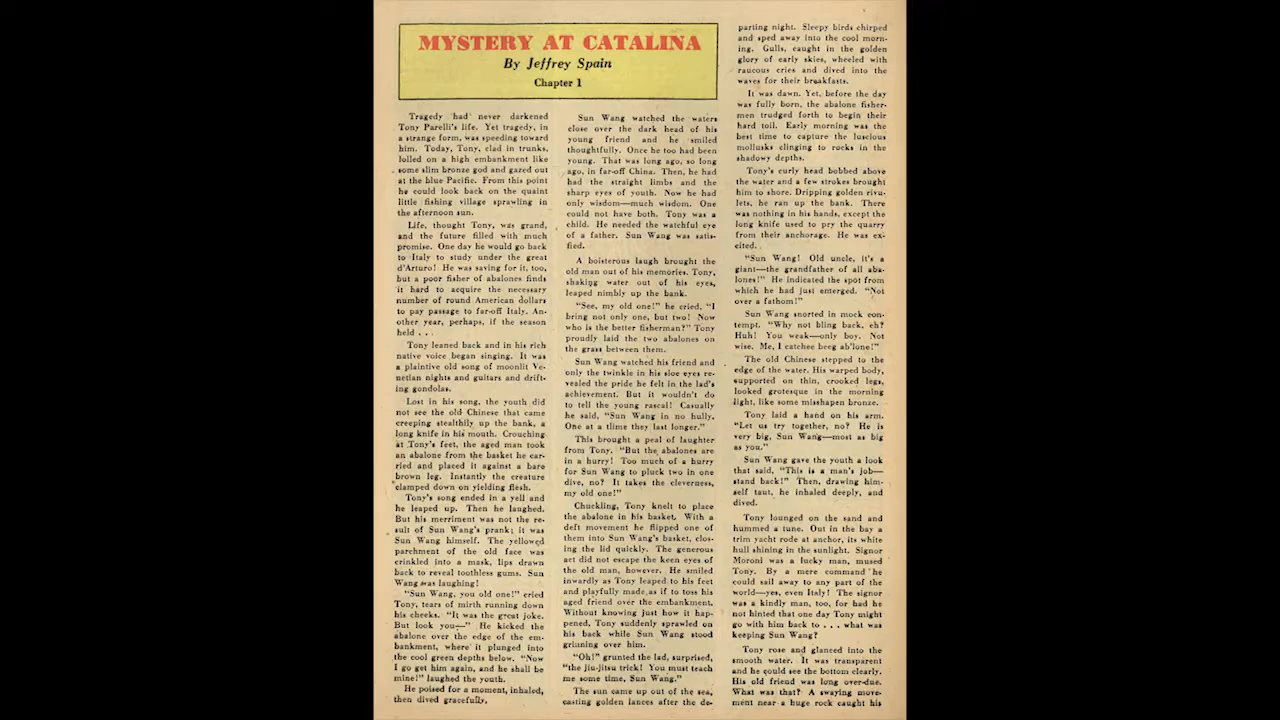 MYSTERY AT CATALINA
By Jeffrey Spain
Chapter 1
Tragedy had never darkened
Tony Parelli's life. Yet tragedy, in
a strange form, was speeding toward
him. Today, Tony, clad in trunks,
lolled on a high embankment like
some slim bronze god and gazed out
at the blue Pacific. From this point
he could look back on the quaint
little fishing village sprawling in
the afternoon sun.
Life, thought Tony, was grand,
and the future filled with much
promise. One day he would go back
to Italy to study under the great
d'Arturo! He was saving for it, too,
but a poor fisher of abalones finds
it hard to acquire the necessary
number of round American dollars
to pay passage to far-off Italy. An-
other year, perhaps, if the season
held . . .
Tony leaned back and in his rich
native voice began singing. It was
a plaintive old song of moonlit Ve-
netian nights and guitars and drift-
ing gondolas.
Lost in his song, the youth did
not see the old Chinese that came
creeping stealthily up the bank, a
long knife in his mouth. Crouching
at Tony's feet, the aged man took
an abalone from the basket he car-
ried and placed it against a bare
brown leg. Instantly the creature
clamped down on yielding flesh.
Tony's song ended in a yell and
he leaped up. Then he laughed.
But his merriment was not the re-
sult of Sun Wang's prank; it was
Sun Wang himself. The yellowed
parchment of the old face was
crinkled into a mask, lips drawn
back to reveal toothless gums. Sun
Wang was laughing!
"Sun Wang, you old one!" cried
Tony, tears of mirth running down
his cheeks. "It was the great joke.
But look you—" He kicked the
abalone over the edge of the em-
bankment, where it plunged into
the cool green depths below. "Now
I go get him again, and he shall be
mine!" laughed the youth.
He poised for a moment, inhaled,
then dived gracefully.
Sun Wang watched the waters
close over the dark head of his
young friend and he smiled
thoughtfully. Once he too had been
young. That was long ago, so long
ago, in far-off China. Then, he had
had the straight limbs and the
sharp eyes of youth. Now he had
only wisdom—much wisdom. One
could not have both. Tony was a
child. He needed the watchful eye
of a father. Sun Wang was satis-
fied.
A boisterous laugh brought the
old man out of his memories. Tony,
shaking water out of his eyes,
leaped nimbly up the bank.
"See, my old one!" he cried, "I
bring not only one, but two! Now
who is the better fisherman?" Tony
proudly laid the two abalones on
the grass between them.
Sun Wang watched his friend and
only the twinkle in his sloe eyes re-
vealed the pride he felt in the lad's
achievement. But it wouldn't do
to tell the young rascal! Casually
he said, "Sun Wang in no hully.
One at a tlime they last longer."
This brought a peal of laughter
from Tony, "But the abalones are
in a hurry! Too much of a hurry
for Sun Wang to pluck two in one
dive, no? It takes the cleverness,
my old one!"
Chuckling, Tony knelt to place
the abalone in his basket. With a
deft movement he flipped one of
them into Sun Wang's basket, clos-
ing the lid quickly. The generous
act did not escape the keen eyes of
the old man, however. He smiled
inwardly as Tony leaped to his feet
and playfully made as if to toss his
aged friend over the embankment.
Without knowing just how it hap-
pened, Tony suddenly sprawled on
his back while Sun Wang stood
grinning over him.
"Oh!" grunted the lad, surprised,
"the jiu-jitsu trick! You must teach
me some time, Sun Wang."
The sun came up out of the sea,
casting golden lances after the de-
parting night. Sleepy birds chirped
and sped away into the cool morn-
ing. Gulls, caught in the golden
glory of early skies, wheeled with
raucous cries and dived into the
waves for their breakfasts.
It was dawn. Yet, before the day
was fully born, the abalone fisher-
men trudged forth to begin their
hard toil. Early morning was the
best time to capture the luscious
mollusks clinging to rocks in the
shadowy depths.
Tony's curly head bobbed above
the water and a few strokes brought
him to shore. Dripping golden rivu-
lets, he ran up the bank. There
was nothing in his hands, except the
long knife used to pry the quarry
from their anchorage. He was ex-
cited.
"Sun Wang! Old uncle, it's a
giant—the grandfather of all aba-
lones!" He indicated the spot from
which he had just emerged. "Not
over a fathom!"
Sun Wang snorted in mock con-
tempt. "Why not bling back, eh?
Huh! You weak—only boy. Not
wise. Me, I catchee beeg ab'lone!"
The old Chinese stepped to the
edge of the water. His warped body,
supported on thin, crooked legs,
looked grotesque in the morning
light, like some misshapen bronze.
Tony laid a hand on his arm.
"Let us try together, no? He is
very big, Sun Wang—most as big
as you."
Sun Wang gave the youth a look
that said, "This is a man's job—
stand back!" Then, drawing him-
self taut, he inhaled deeply, and
dived.
Tony lounged on the sand and
hummed a tune. Out in the bay a
trim yacht rode at anchor, its white
hull shining in the sunlight. Signor
Moroni was a lucky man, mused
Tony. By a mere command he
could sail away to any part of the
world—yes, even Italy! The signor
was a kindly man, too, for had he
not hinted that one day Tony might
go with him back to . . . what was
keeping Sun Wang?
Tony rose and glanced into the
smooth water. It was transparent
and he could see the bottom clearly.
His old friend was long over-due.
What was that? A swaying move-
ment near a huge rock caught his